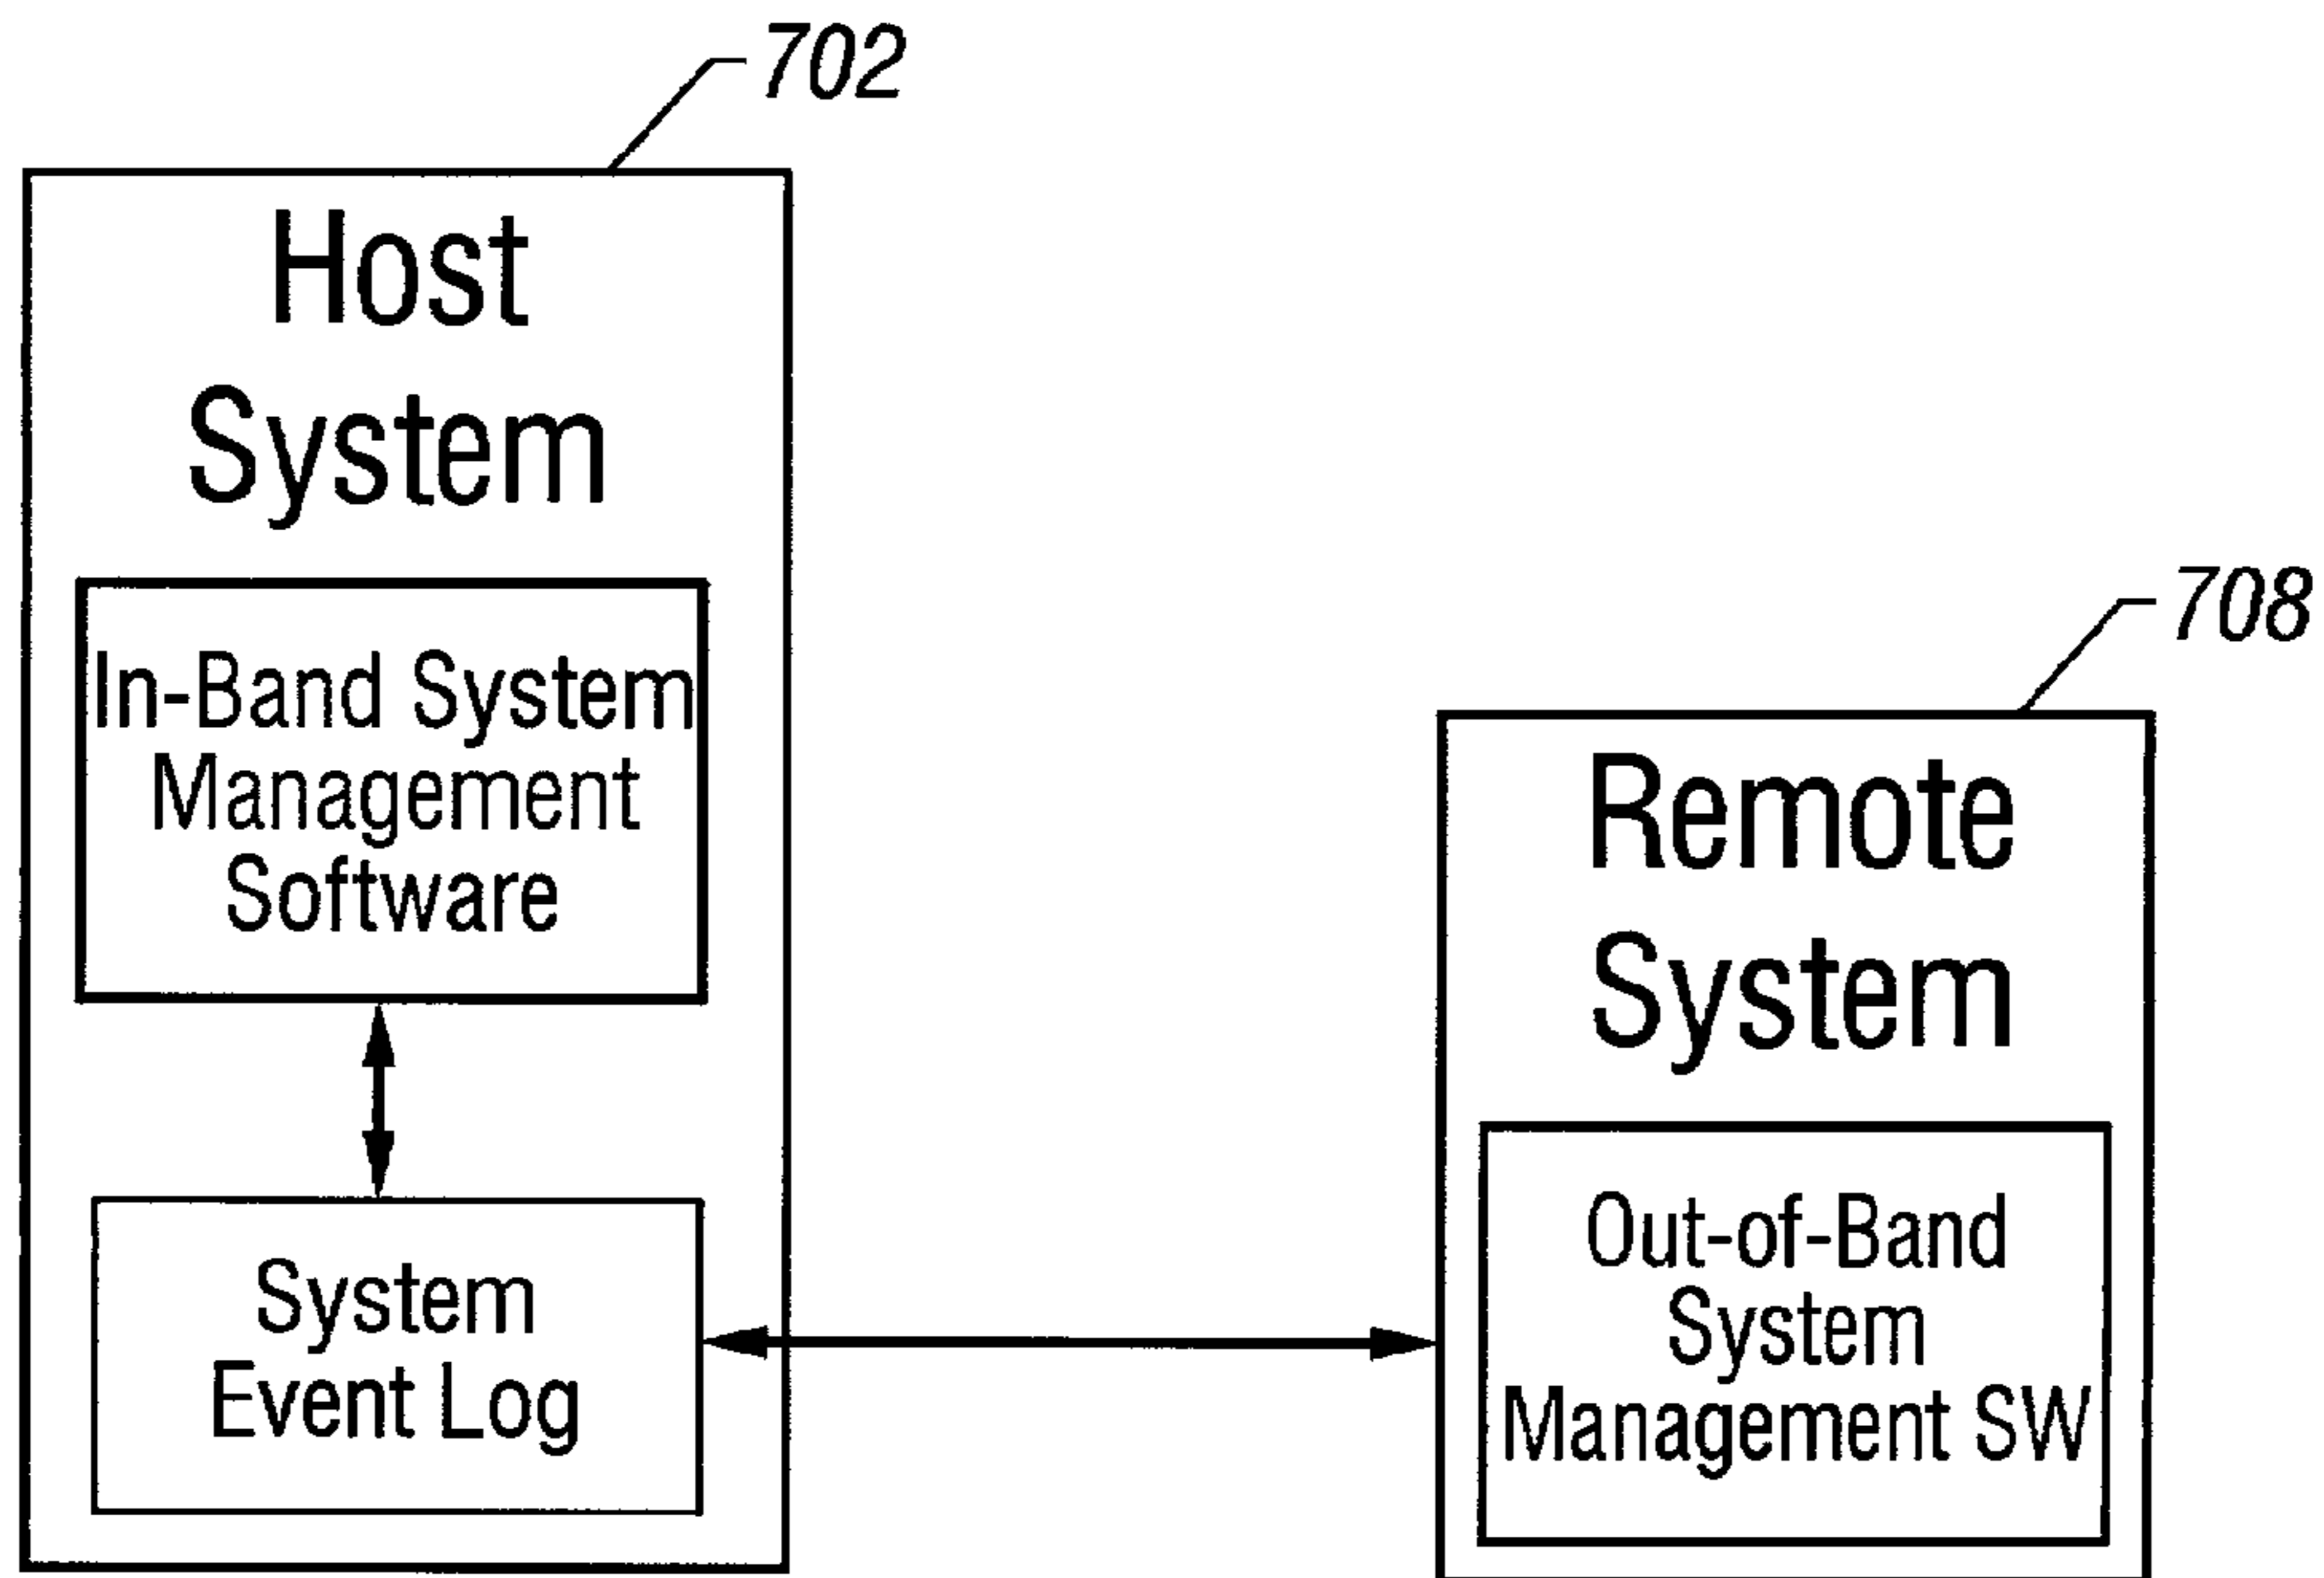 702
Host
System
In-Band System
Management
Software
System
Event Log
708
Remote
System
Out-of-Band
System
Management SW